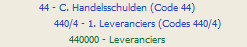 44 - C. Handelsschulden (Code 44)
440/4 - 1. Leveranciers (Codes 440/4)
440000 - Leveranciers